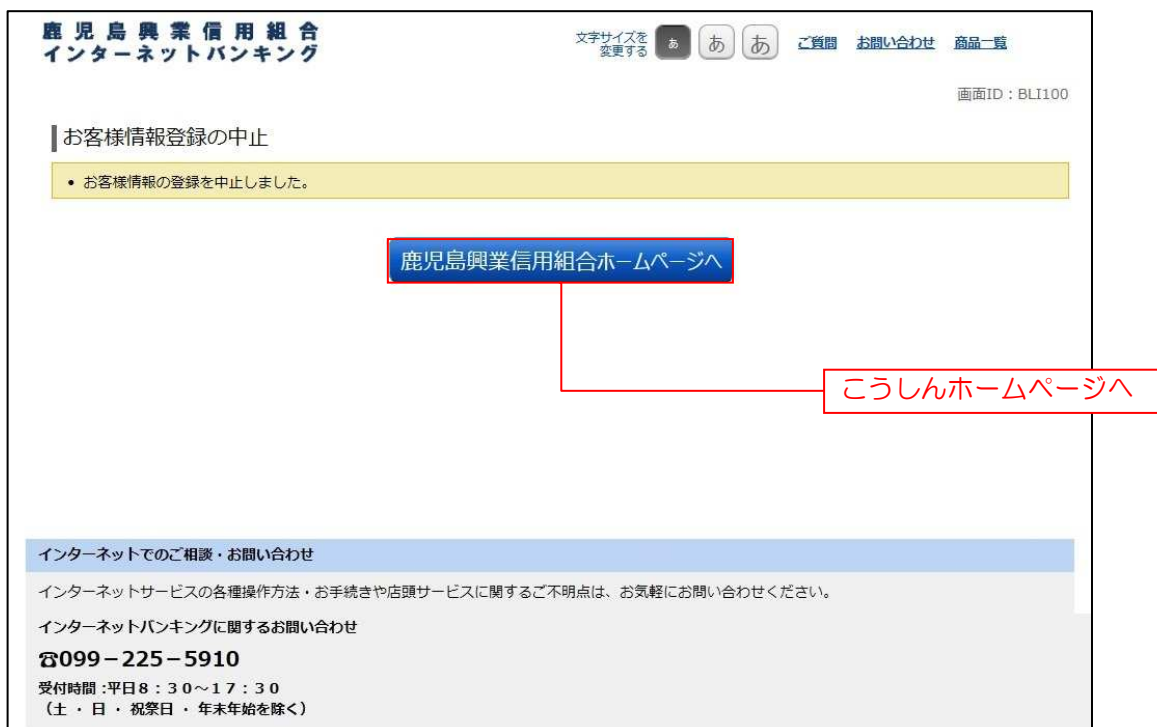 鹿児島興業信用組合
インターネットバンキング
文字サイズを
変更する
あ あ あ ご質問 お問い合わせ 商品一覧
画面ID：BLI100
お客様情報登録の中止
• お客様情報の登録を中止しました。
鹿児島興業信用組合ホームページへ
こうしんホームページへ
インターネットでのご相談・お問い合わせ
インターネットサービスの各種操作方法・お手続きや店頭サービスに関するご不明点は、お気軽にお問い合わせください。
インターネットバンキングに関するお問い合わせ
☎099－225－5910
受付時間：平日８：３０～１７：３０
（土 ・ 日 ・ 祝祭日 ・ 年末年始を除く）